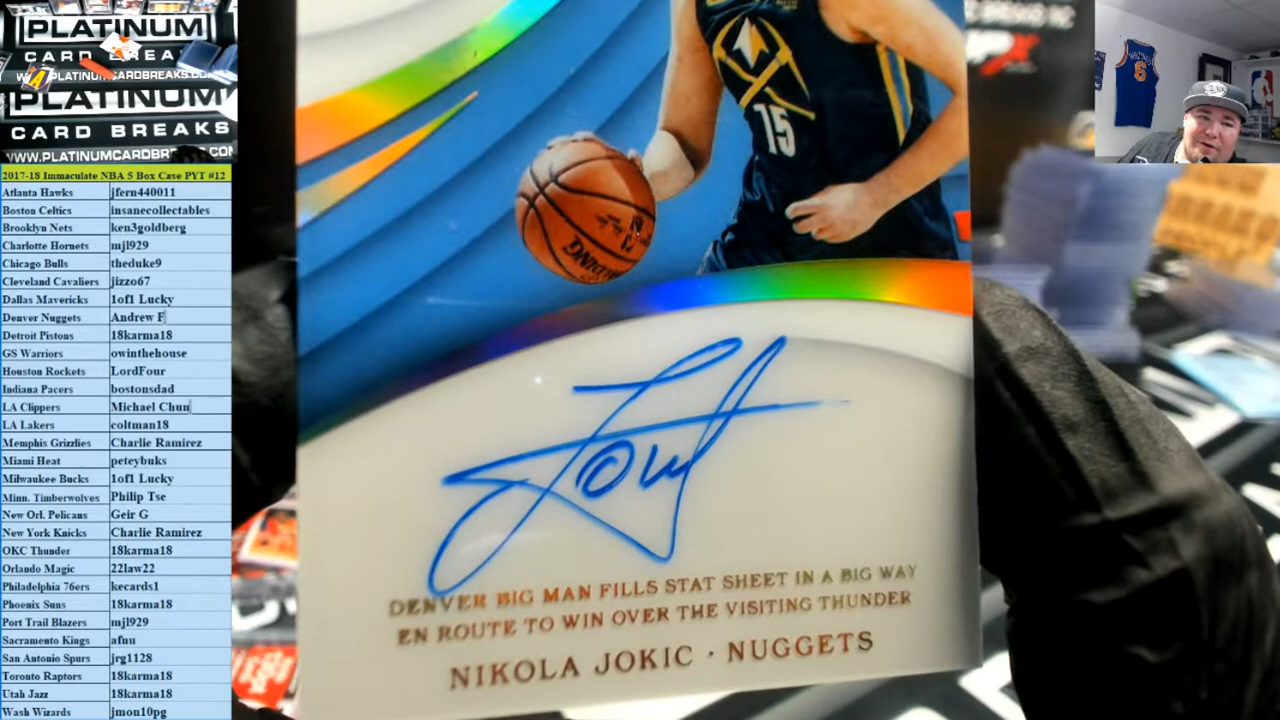 PLATINUM
CARD BREA
WWW.PLATINUMCARDBREAKS.CO
PLATINUM
CARD BREAKS
WWW.PLATINUMCARDBR
2017-18 Immaculate NBA 5 Box Case PYT #12
Atlanta Hawks jfern440011
Boston Celtics insanecollectables
Brooklyn Nets ken3goldberg
Charlotte Hornets mjl929
Chicago Bulls theduke9
Cleveland Cavaliers jizzo67
Dallas Mavericks 1of1 Lucky
Denver Nuggets Andrew F
Detroit Pistons 18karma18
GS Warriors owinthehouse
Houston Rockets LordFour
Indiana Pacers bostonsdad
LA Clippers Michael Chun
LA Lakers coltman18
Memphis Grizzlies Charlie Ramirez
Miami Heat peteybuks
Milwaukee Bucks 1of1 Lucky
Minn. Timberwolves Philip Tse
New Orl. Pelicans Geir G
New York Knicks Charlie Ramirez
OKC Thunder 18karma18
Orlando Magic 22law22
Philadelphia 76ers kecards1
Phoenix Suns 18karma18
Port Trail Blazers mjl929
Sacramento Kings afnu
San Antonio Spurs jrg1128
Toronto Raptors 18karma18
Utah Jazz 18karma18
Wash Wizards jmon10pg
15
DENVER BIG MAN FILLS STAT SHEET IN A BIG WAY
EN ROUTE TO WIN OVER THE VISITING THUNDER
NIKOLA JOKIC · NUGGETS
6